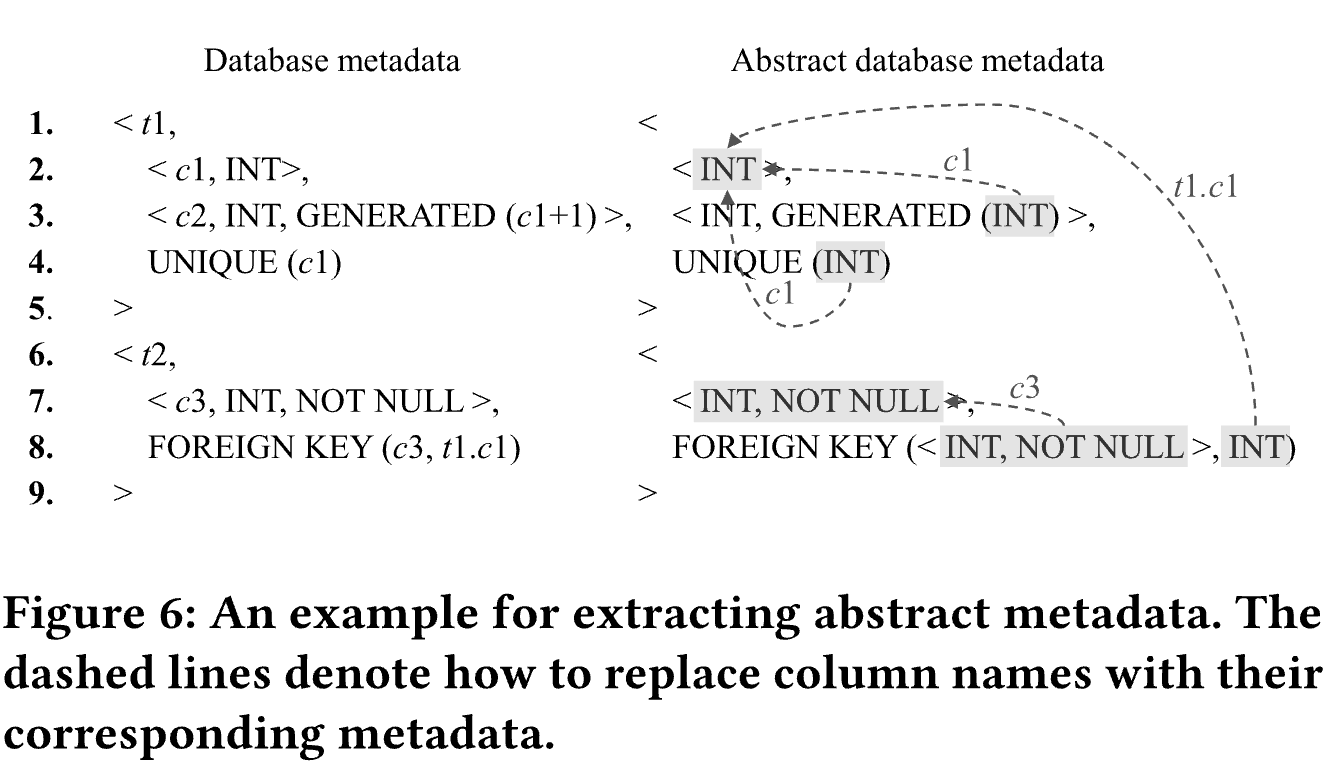 Database metadata Abstract database metadata
1. < t1, <
2. < c1, INT>, < INT >, c1 t1.c1
3. < c2, INT, GENERATED (c1+1) >, < INT, GENERATED (INT) >,
4. UNIQUE (c1) UNIQUE (INT)
c1
5. > >
6. < t2, <
7. < c3, INT, NOT NULL >, < INT, NOT NULL >, c3
8. FOREIGN KEY (c3, t1.c1) FOREIGN KEY (< INT, NOT NULL >, INT)
9. > >
Figure 6: An example for extracting abstract metadata. The
dashed lines denote how to replace column names with their
corresponding metadata.